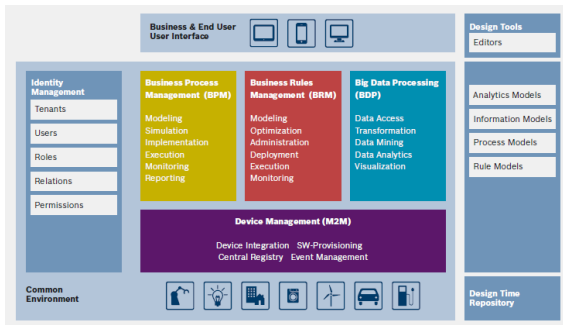 Business & End User
User Interface
Design Tools
Editors
Identity
Management
Tenants
Users
Roles
Relations
Permissions
Business Process
Management (BPM)
Modeling
Simulation
Implementation
Execution
Monitoring
Reporting
Business Rules
Management (BRM)
Modeling
Optimization
Administration
Deployment
Execution
Monitoring
Big Data Processing
(BDP)
Data Access
Transformation
Data Mining
Data Analytics
Visualization
Analytics Models
Information Models
Process Models
Rule Models
Device Management (M2M)
Device Integration SW-Provisioning
Central Registry Event Management
Common
Environment
Design Time
Repository